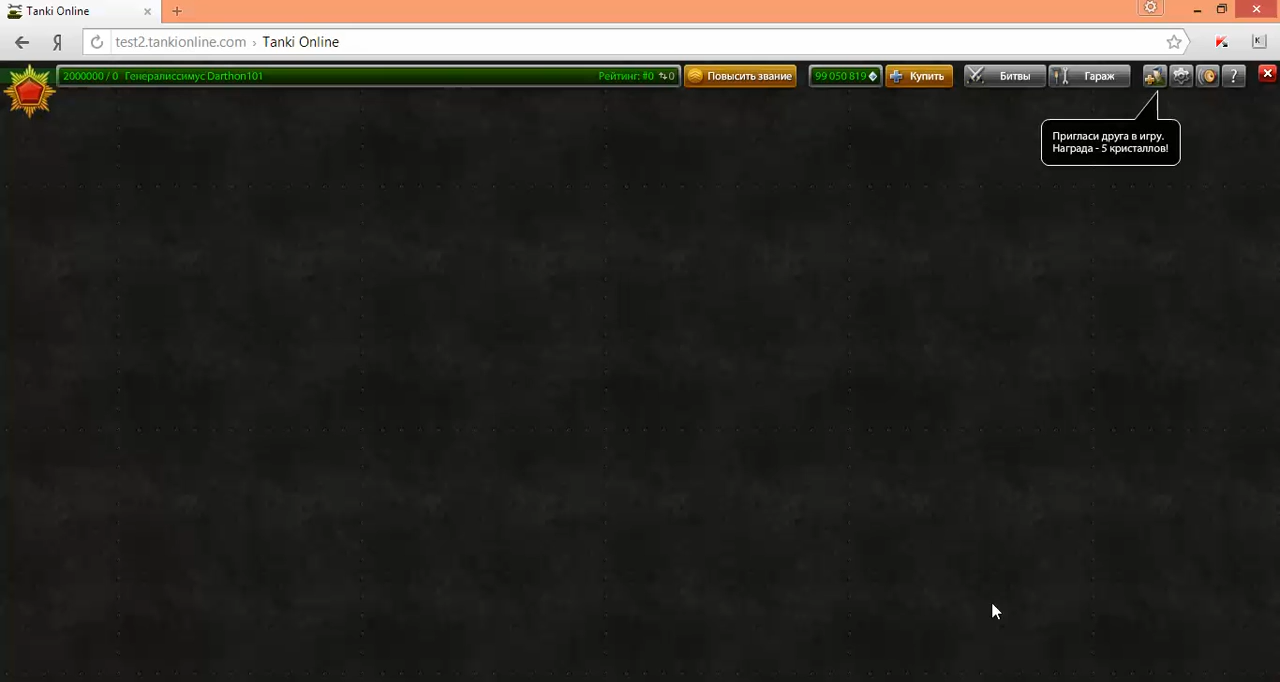 Tanki Online
Я test2.tankionline.com › Tanki Online K
2000000 / 0 Генералиссимус Darthon101 Рейтинг: #0 0 Повысить звание 99 050 819 Купить Битвы Гараж ?
Пригласи друга в игру.
Награда - 5 кристаллов!